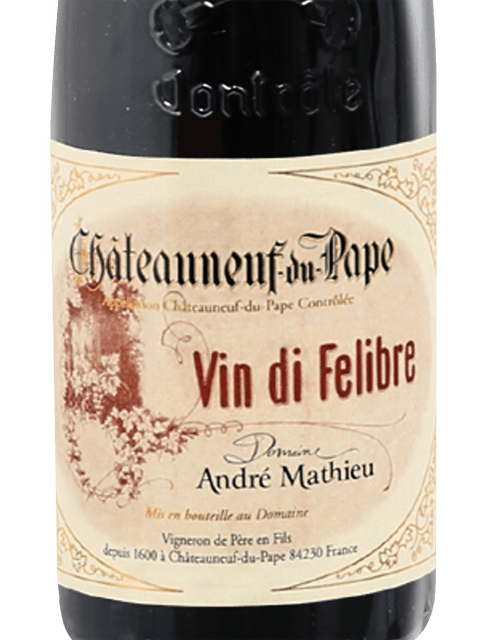 Contrôle
Châteauneuf-du-Pape
Appellation Châteauneuf-du-Pape Contrôlée
Vin di Felibre
Domaine
André Mathieu
Mis en bouteille au Domaine
Vigneron de Père en Fils
depuis 1600 à Châteauneuf-du-Pape 84230 France